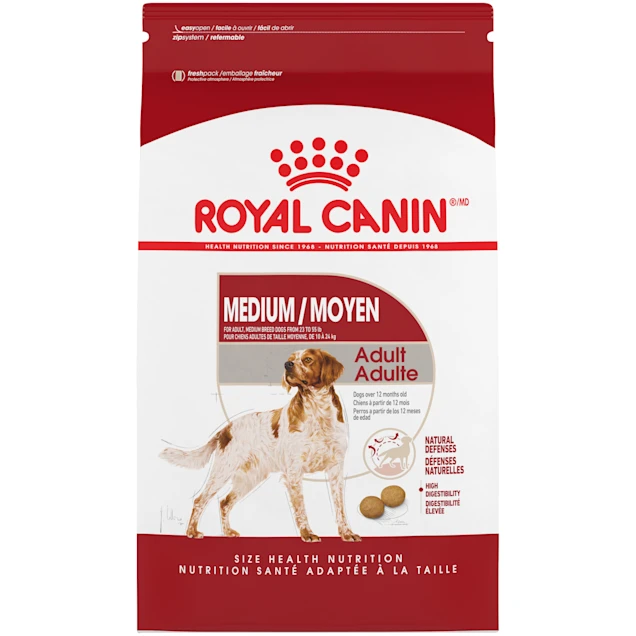 easyopen / facile à ouvrir / fácil de abrir
zipsystem / refermable
freshpack / emballage fraîcheur
Protective atmosphere / Atmosphère protectrice
ROYAL CANIN ®/MD
HEALTH NUTRITION SINCE 1968 - NUTRITION SANTÉ DEPUIS 1968
MEDIUM / MOYEN
FOR ADULT, MEDIUM BREED DOGS FROM 23 TO 55 lb
POUR CHIENS ADULTES DE TAILLE MOYENNE, DE 10 À 24 kg
Adult
Adulte
Dogs over 12 months old
Chiens à partir de 12 mois
Perros a partir de los 12 meses
de edad
NATURAL
DEFENSES
DÉFENSES
NATURELLES
HIGH
DIGESTIBILITY
DIGESTIBILITÉ
ÉLEVÉE
SIZE HEALTH NUTRITION
NUTRITION SANTÉ ADAPTÉE À LA TAILLE